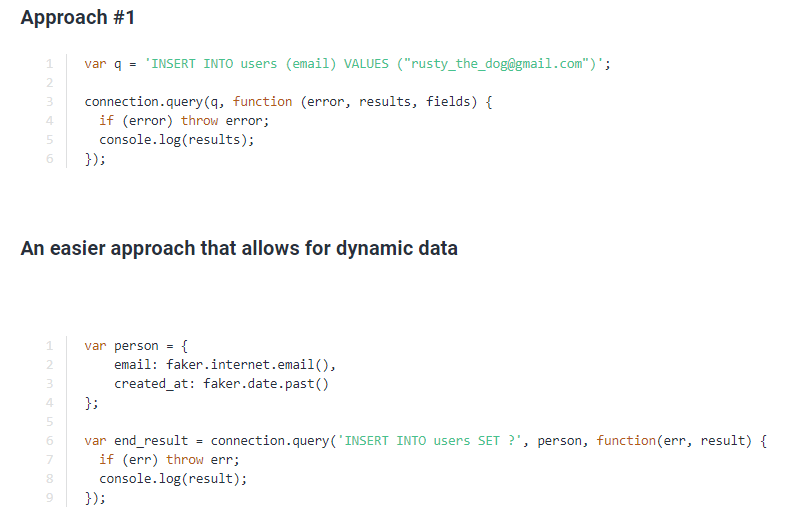 Approach #1
1 var q = 'INSERT INTO users (email) VALUES ("rusty_the_dog@gmail.com")';
2
3 connection.query(q, function (error, results, fields) {
4   if (error) throw error;
5   console.log(results);
6 });
An easier approach that allows for dynamic data
1 var person = {
2     email: faker.internet.email(),
3     created_at: faker.date.past()
4 };
5
6 var end_result = connection.query('INSERT INTO users SET ?', person, function(err, result) {
7   if (err) throw err;
8   console.log(result);
9 });